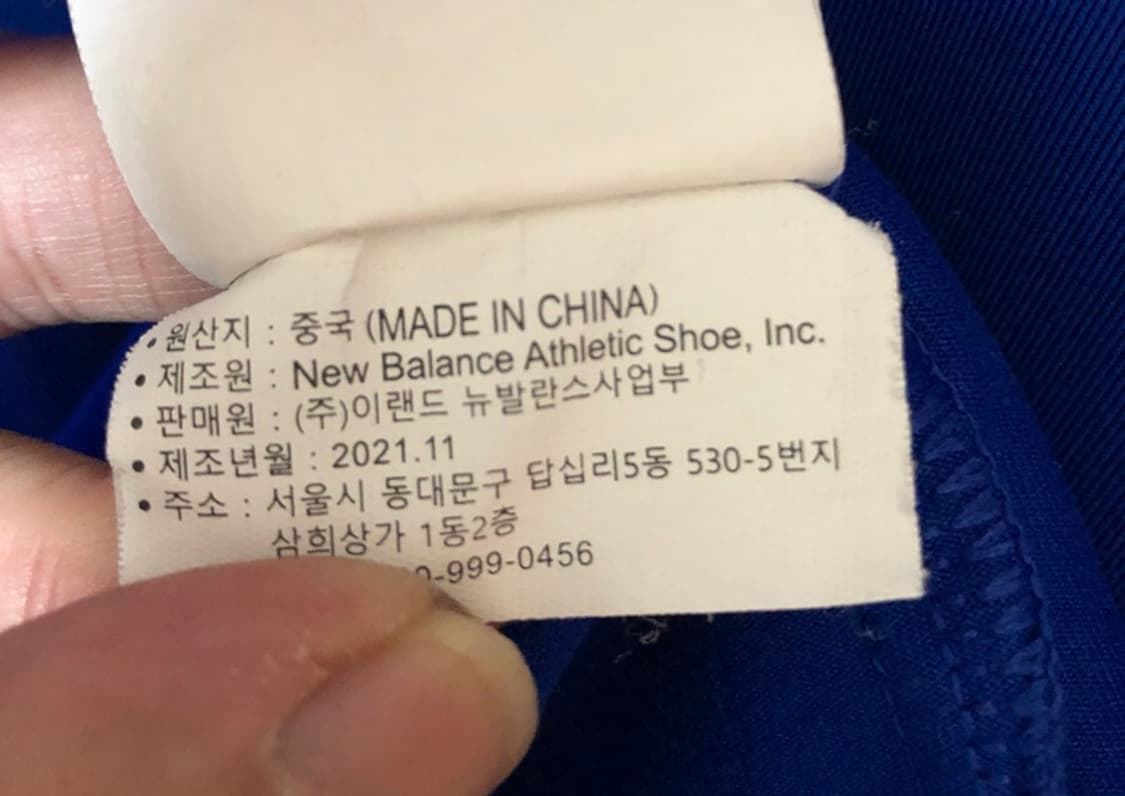 • 원산지 : 중국 (MADE IN CHINA)
• 제조원 : New Balance Athletic Shoe, Inc.
• 판매원 : (주)이랜드 뉴발란스사업부
• 제조년월 : 2021.11
• 주소 : 서울시 동대문구 답십리5동 530-5번지
삼희상가 1동2층
0-999-0456